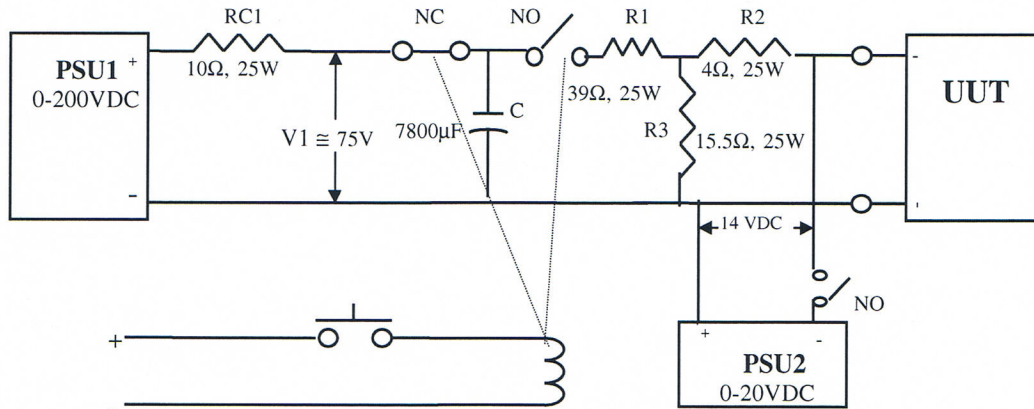 RC1
NC
NO
R1
R2
PSU1
0-200VDC
+
-
10Ω, 25W
V1 ≅ 75V
C
7800µF
39Ω, 25W
4Ω, 25W
R3
15.5Ω, 25W
UUT
-
-
14 VDC
NO
+
+
-
PSU2
0-20VDC